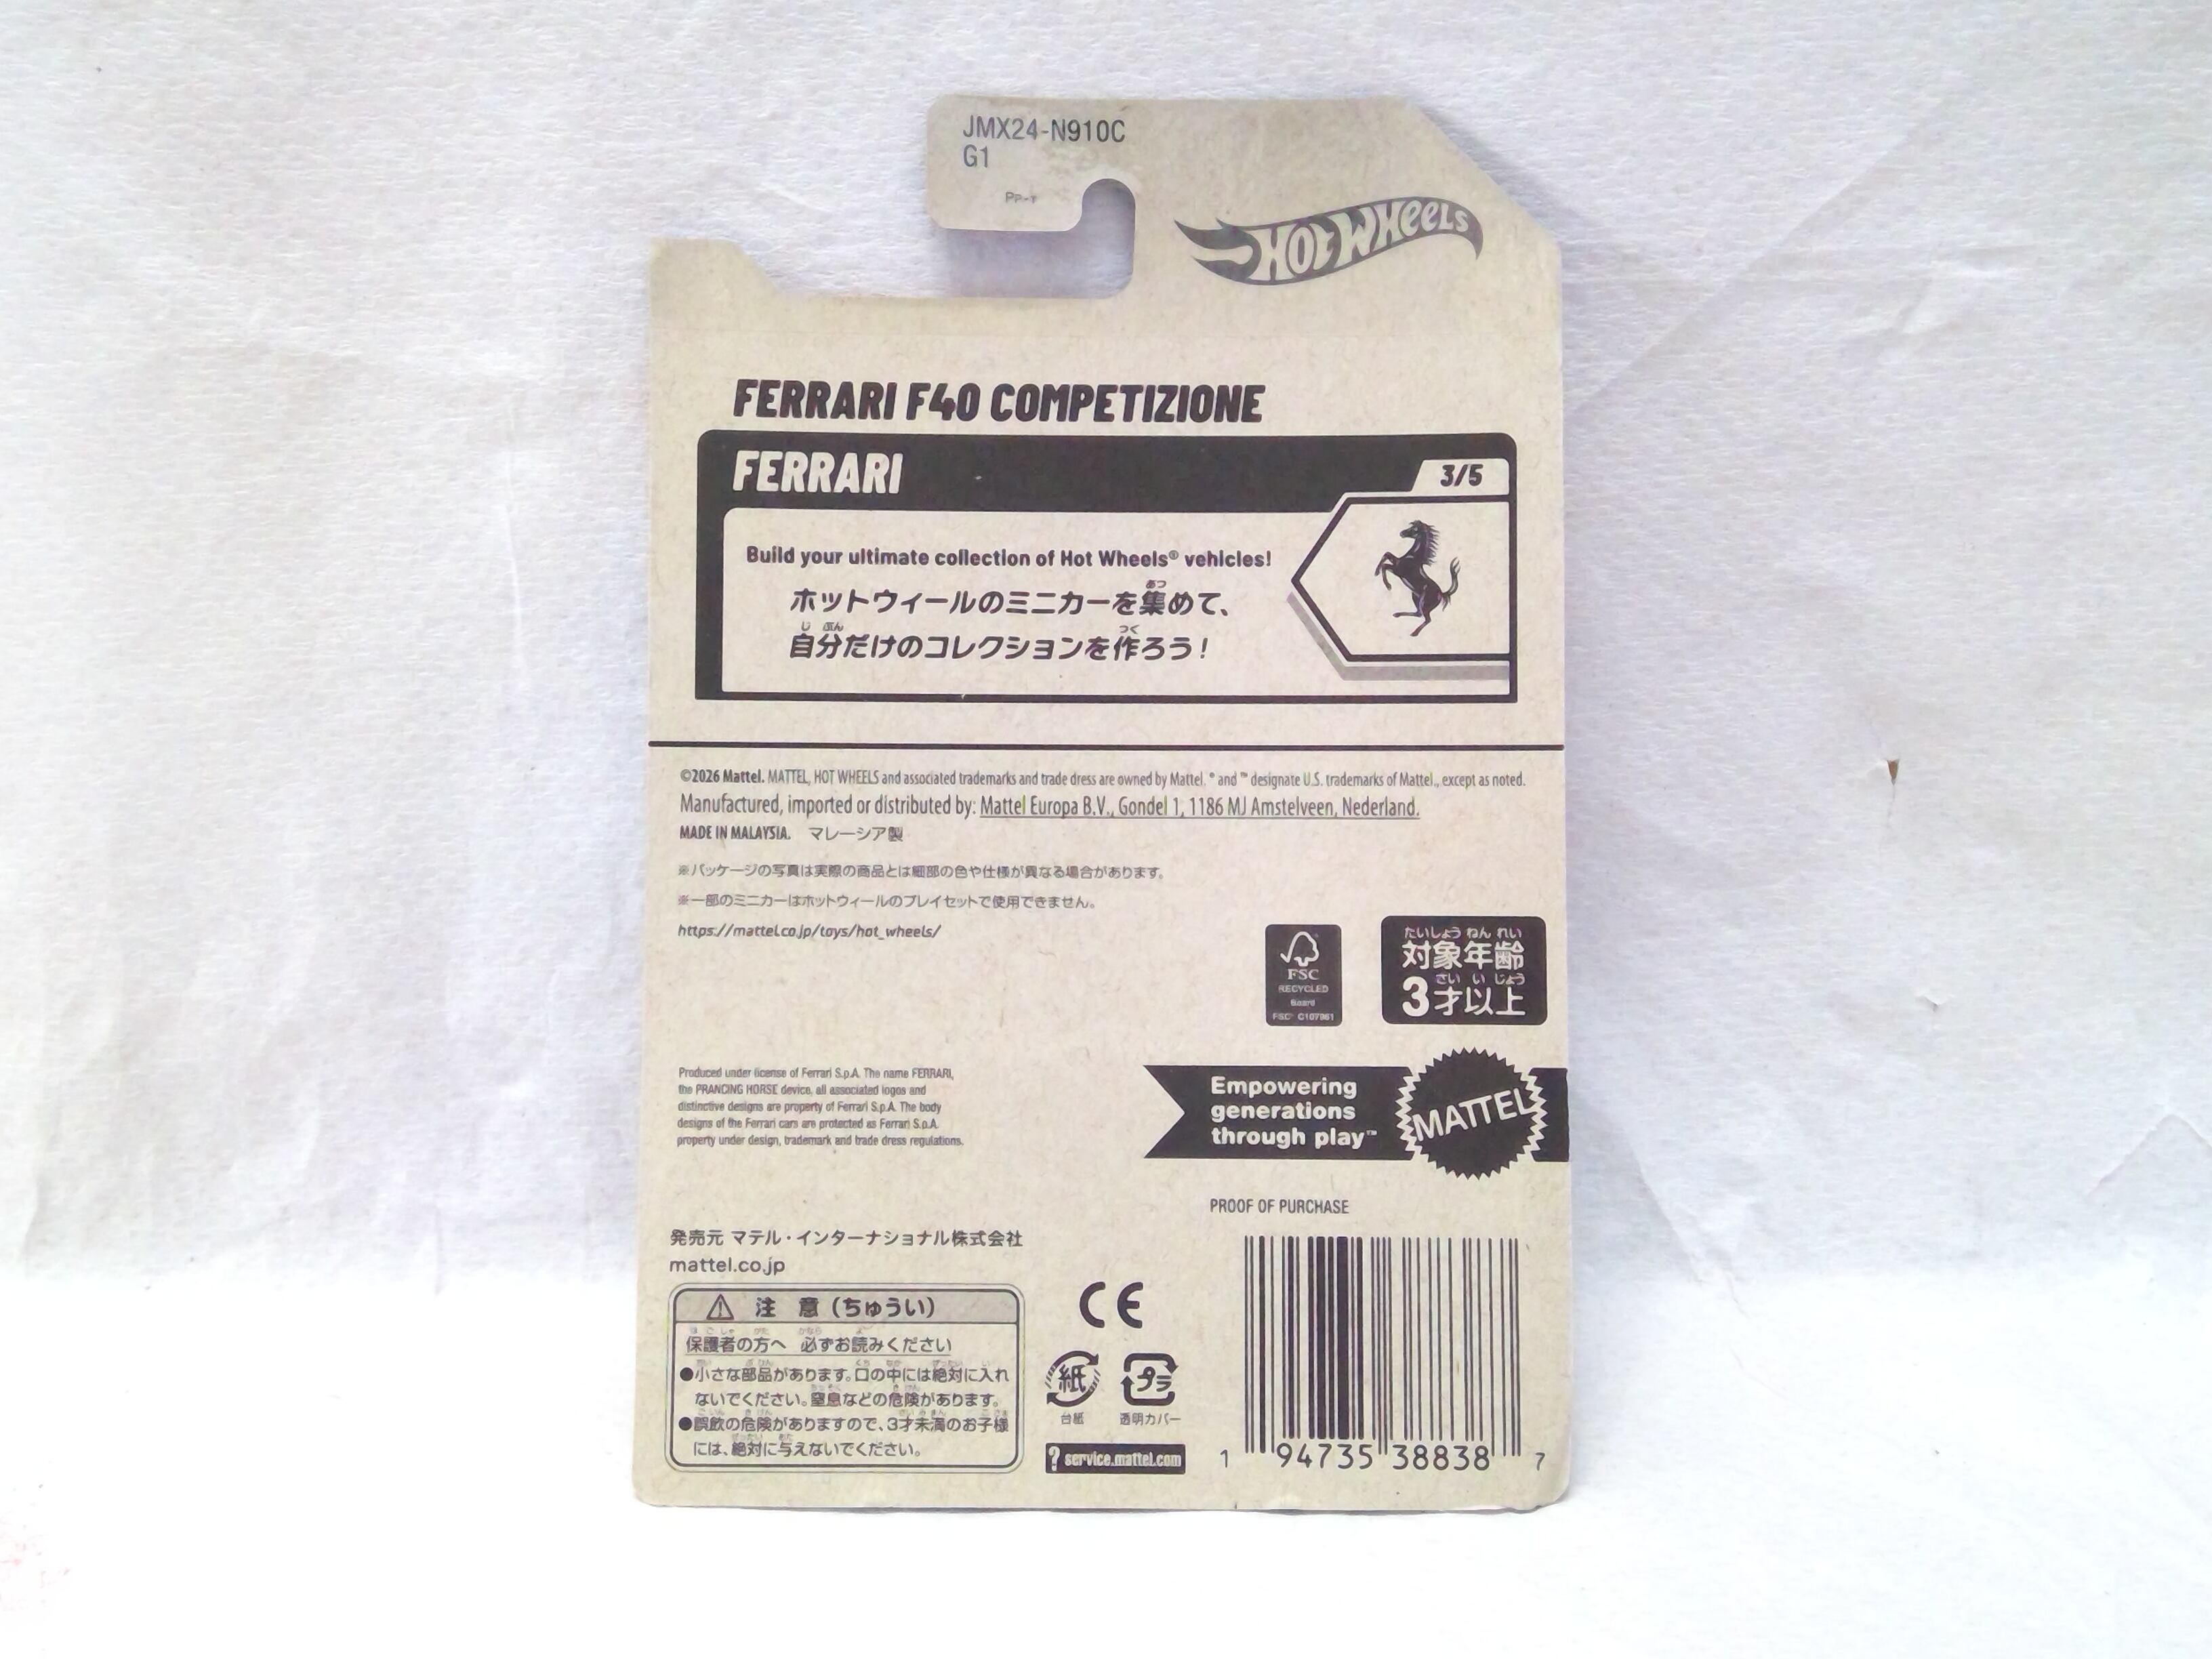 JMX24-N910C
G1
HOT WHEELS
FERRARI F40 COMPETIZIONE
FERRARI
3/5
Build your ultimate collection of Hot Wheels® vehicles!
ホットウィールのミニカーを集めて、
自分だけのコレクションを作ろう!
©2026 Mattel. MATTEL, HOT WHEELS and associated trademarks and trade dress are owned by Mattel. ® and ™ designate U.S. trademarks of Mattel., except as noted.
Manufactured, imported or distributed by: Mattel Europa B.V., Gondel 1, 1186 MJ Amstelveen, Nederland.
MADE IN MALAYSIA. マレーシア製
※パッケージの写真は実際の商品とは細部の色や仕様が異なる場合があります。
※一部のミニカーはホットウィールのプレイセットで使用できません。
https://mattel.co.jp/toys/hot_wheels/
FSC
RECYCLED
Board
FSC® C107961
たいしょう ねん れい
対象年齢
さい い じょう
3才以上
Produced under license of Ferrari S.p.A. The name FERRARI,
the PRANCING HORSE device, all associated logos and
distinctive designs are property of Ferrari S.p.A. The body
designs of the Ferrari cars are protected as Ferrari S.p.A.
property under design, trademark and trade dress regulations.
Empowering
generations
through play™
MATTEL
PROOF OF PURCHASE
発売元 マテル・インターナショナル株式会社
mattel.co.jp
注 意(ちゅうい)
保護者の方へ 必ずお読みください
●小さな部品があります。口の中には絶対に入れ
ないでください。窒息などの危険があります。
●誤飲の危険がありますので、3才未満のお子様
には、絶対に与えないでください。
CE
紙
台紙
プラ
透明カバー
? service.mattel.com
1 94735 38838 7